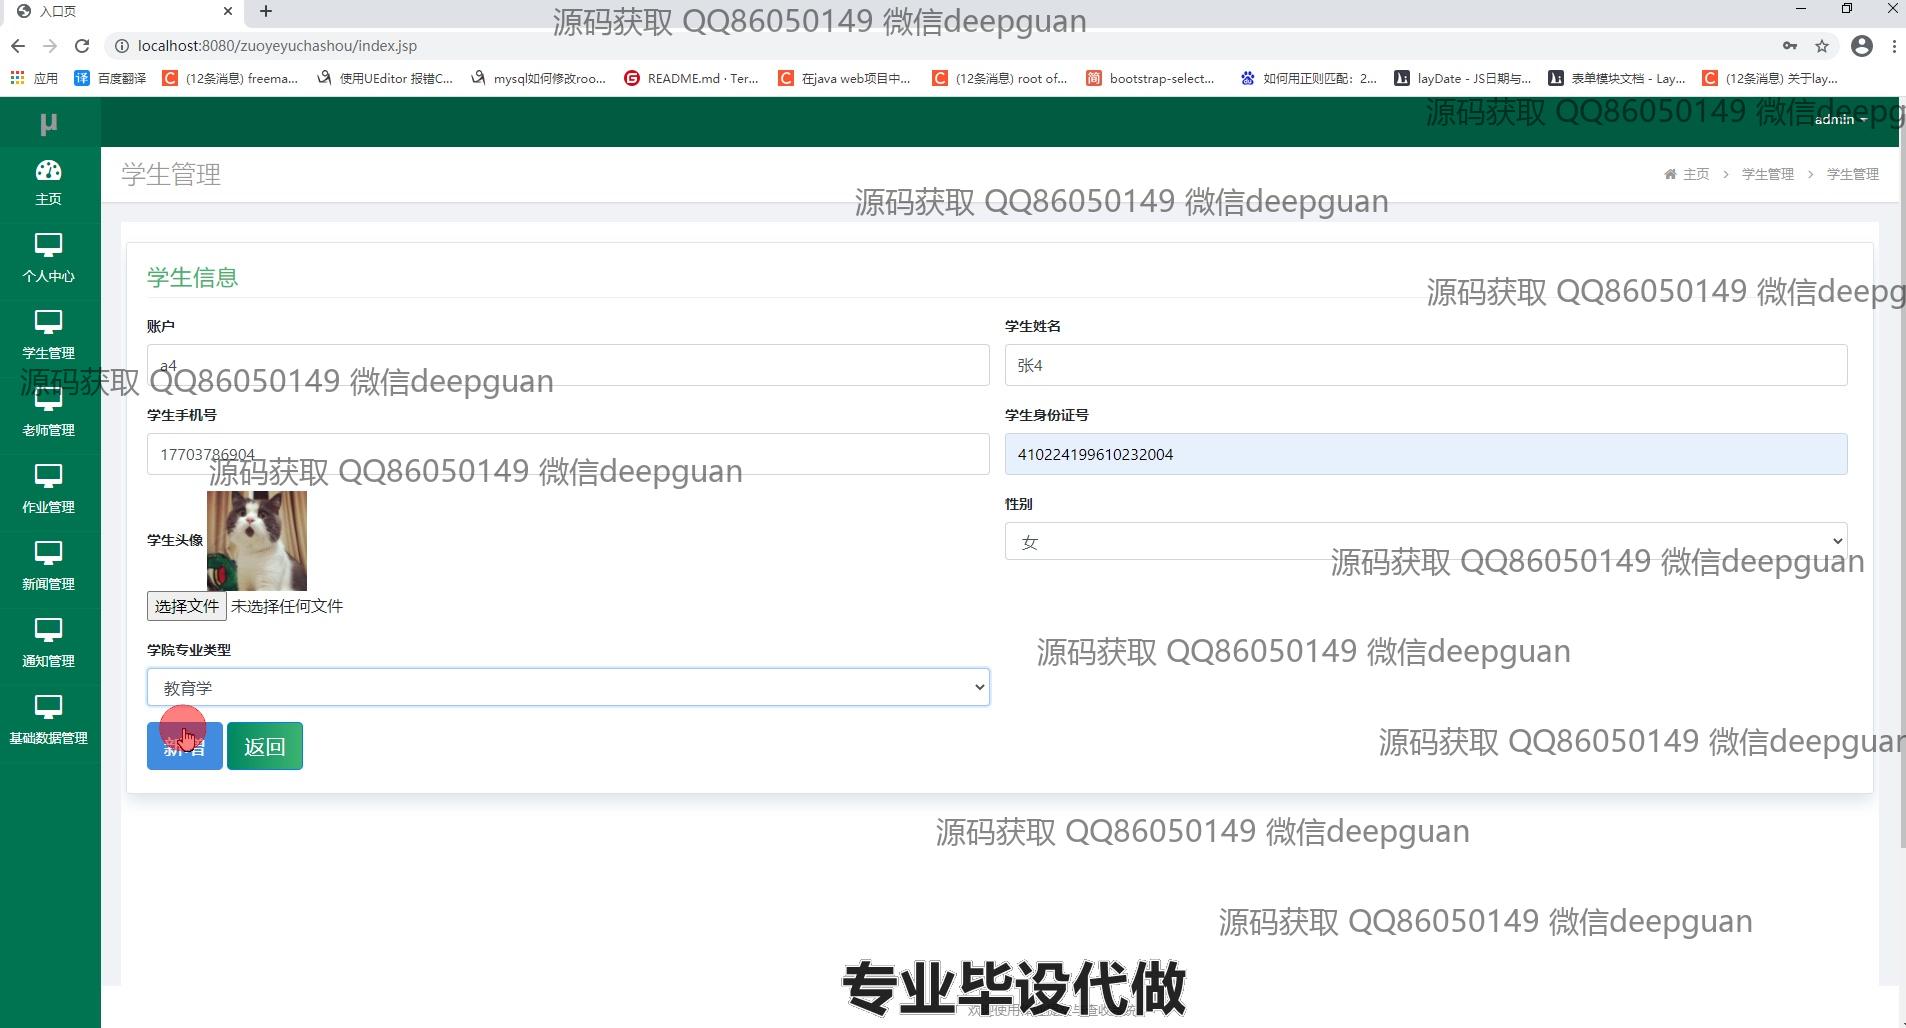 入口页
源码获取 QQ86050149 微信deepguan
localhost:8080/zuoyeyuchashou/index.jsp
应用
百度翻译
(12条消息) freema...
使用UEditor 报错C...
mysql如何修改roo...
README.md · Ter...
在java web项目中...
(12条消息) root of...
bootstrap-select...
如何用正则匹配：2...
layDate - JS日期与...
表单模块文档 - Lay...
(12条消息) 关于lay...
μ
源码获取 QQ86050149 微信deepg
admin
主页
学生管理
主页 > 学生管理 > 学生管理
源码获取 QQ86050149 微信deepguan
个人中心
学生信息
源码获取 QQ86050149 微信deepg
账户
学生姓名
学生管理
a4
张4
源码获取 QQ86050149 微信deepguan
学生手机号
学生身份证号
老师管理
17703786904
410224199610232004
源码获取 QQ86050149 微信deepguan
作业管理
性别
学生头像
女
源码获取 QQ86050149 微信deepguan
新闻管理
选择文件 未选择任何文件
学院专业类型
源码获取 QQ86050149 微信deepguan
通知管理
教育学
基础数据管理
新增
返回
源码获取 QQ86050149 微信deepguan
源码获取 QQ86050149 微信deepguan
源码获取 QQ86050149 微信deepguan
专业毕设代做